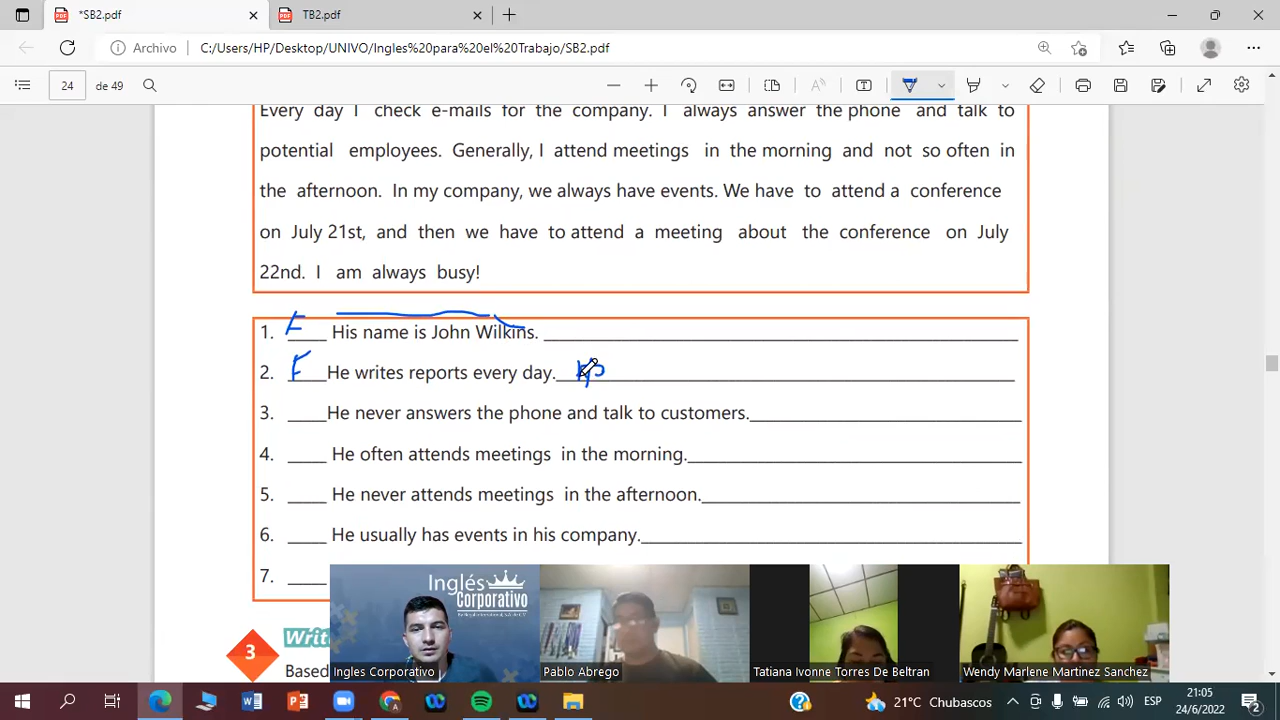 *SB2.pdf
TB2.pdf
Archivo
C:/Users/HP/Desktop/UNIVO/Ingles%20para%20el%20Trabajo/SB2.pdf
24
de 49
Every day I check e-mails for the company. I always answer the phone and talk to
potential employees. Generally, I attend meetings in the morning and not so often in
the afternoon. In my company, we always have events. We have to attend a conference
on July 21st, and then we have to attend a meeting about the conference on July
22nd. I am always busy!
1. F His name is John Wilkins.
2. F He writes reports every day.
3. He never answers the phone and talk to customers.
4. He often attends meetings in the morning.
5. He never attends meetings in the afternoon.
6. He usually has events in his company.
7.
3
Based
Inglés
Corporativo
Ingles Corporativo
Pablo Abrego
Tatiana Ivonne Torres De Beltran
Wendy Marlene Martinez Sanchez
21°C Chubascos
ESP
21:05
24/6/2022
2